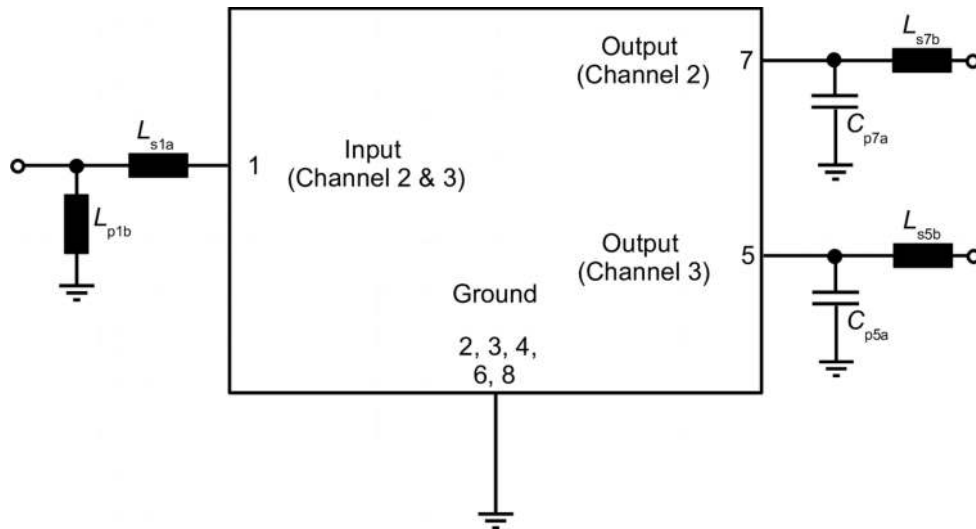 Output
(Channel 2)
7
L s7b
C p7a
L s1a
L p1b
1
Input
(Channel 2 & 3)
Output
(Channel 3)
5
L s5b
C p5a
Ground
2, 3, 4,
6, 8